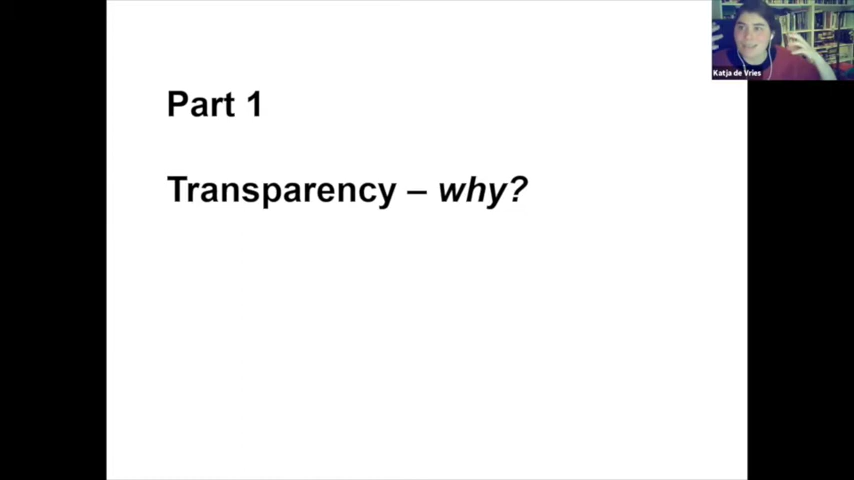 Part 1
Transparency – why?
Katja de Vries